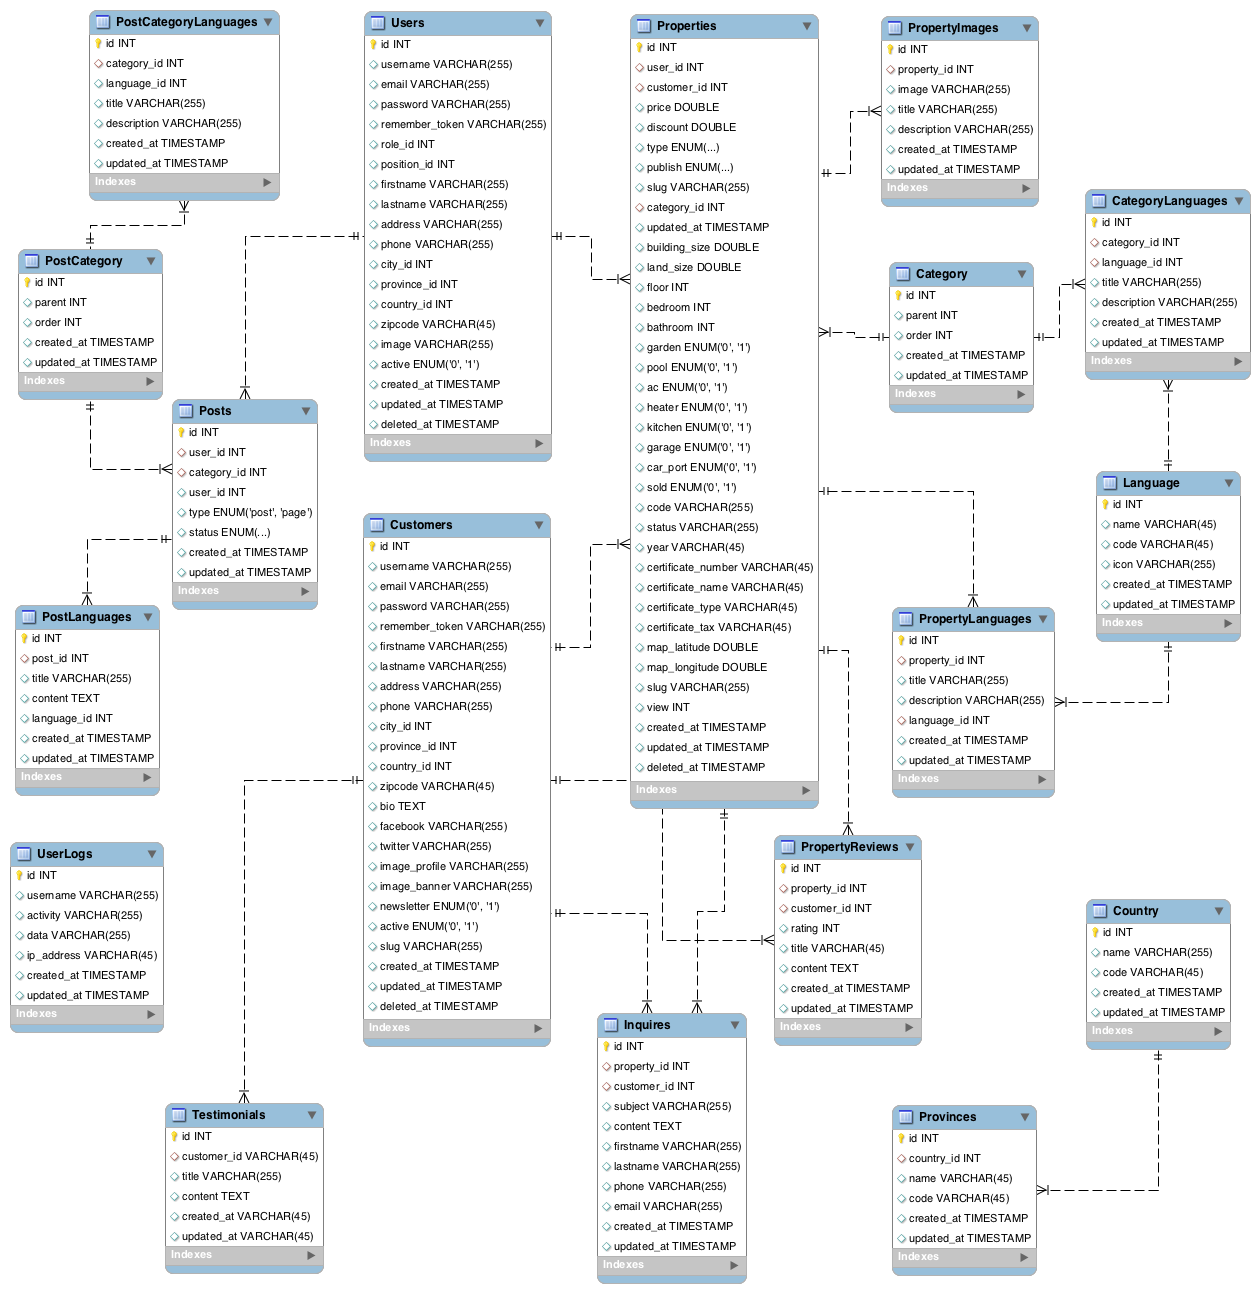 PostCategoryLanguages
id INT
category_id INT
language_id INT
title VARCHAR(255)
description VARCHAR(255)
created_at TIMESTAMP
updated_at TIMESTAMP
Indexes
Users
id INT
username VARCHAR(255)
email VARCHAR(255)
password VARCHAR(255)
remember_token VARCHAR(255)
role_id INT
position_id INT
firstname VARCHAR(255)
lastname VARCHAR(255)
address VARCHAR(255)
phone VARCHAR(255)
city_id INT
province_id INT
country_id INT
zipcode VARCHAR(45)
image VARCHAR(255)
active ENUM('0', '1')
created_at TIMESTAMP
updated_at TIMESTAMP
deleted_at TIMESTAMP
Indexes
Properties
id INT
user_id INT
customer_id INT
price DOUBLE
discount DOUBLE
type ENUM(...)
publish ENUM(...)
slug VARCHAR(255)
category_id INT
updated_at TIMESTAMP
building_size DOUBLE
land_size DOUBLE
floor INT
bedroom INT
bathroom INT
garden ENUM('0', '1')
pool ENUM('0', '1')
ac ENUM('0', '1')
heater ENUM('0', '1')
kitchen ENUM('0', '1')
garage ENUM('0', '1')
car_port ENUM('0', '1')
sold ENUM('0', '1')
code VARCHAR(255)
status VARCHAR(255)
year VARCHAR(45)
certificate_number VARCHAR(45)
certificate_name VARCHAR(45)
certificate_type VARCHAR(45)
certificate_tax VARCHAR(45)
map_latitude DOUBLE
map_longitude DOUBLE
slug VARCHAR(255)
view INT
created_at TIMESTAMP
updated_at TIMESTAMP
deleted_at TIMESTAMP
Indexes
PropertyImages
id INT
property_id INT
image VARCHAR(255)
title VARCHAR(255)
description VARCHAR(255)
created_at TIMESTAMP
updated_at TIMESTAMP
Indexes
CategoryLanguages
id INT
category_id INT
language_id INT
title VARCHAR(255)
description VARCHAR(255)
created_at TIMESTAMP
updated_at TIMESTAMP
Indexes
PostCategory
id INT
parent INT
order INT
created_at TIMESTAMP
updated_at TIMESTAMP
Indexes
Category
id INT
parent INT
order INT
created_at TIMESTAMP
updated_at TIMESTAMP
Indexes
Posts
id INT
user_id INT
category_id INT
user_id INT
type ENUM('post', 'page')
status ENUM(...)
created_at TIMESTAMP
updated_at TIMESTAMP
Indexes
Language
id INT
name VARCHAR(45)
code VARCHAR(45)
icon VARCHAR(255)
created_at TIMESTAMP
updated_at TIMESTAMP
Indexes
Customers
id INT
username VARCHAR(255)
email VARCHAR(255)
password VARCHAR(255)
remember_token VARCHAR(255)
firstname VARCHAR(255)
lastname VARCHAR(255)
address VARCHAR(255)
phone VARCHAR(255)
city_id INT
province_id INT
country_id INT
zipcode VARCHAR(45)
bio TEXT
facebook VARCHAR(255)
twitter VARCHAR(255)
image_profile VARCHAR(255)
image_banner VARCHAR(255)
newsletter ENUM('0', '1')
active ENUM('0', '1')
slug VARCHAR(255)
created_at TIMESTAMP
updated_at TIMESTAMP
deleted_at TIMESTAMP
Indexes
PostLanguages
id INT
post_id INT
title VARCHAR(255)
content TEXT
language_id INT
created_at TIMESTAMP
updated_at TIMESTAMP
Indexes
PropertyLanguages
id INT
property_id INT
title VARCHAR(255)
description VARCHAR(255)
language_id INT
created_at TIMESTAMP
updated_at TIMESTAMP
Indexes
UserLogs
id INT
username VARCHAR(255)
activity VARCHAR(255)
data VARCHAR(255)
ip_address VARCHAR(45)
created_at TIMESTAMP
updated_at TIMESTAMP
Indexes
PropertyReviews
id INT
property_id INT
customer_id INT
rating INT
title VARCHAR(45)
content TEXT
created_at TIMESTAMP
updated_at TIMESTAMP
Indexes
Country
id INT
name VARCHAR(255)
code VARCHAR(45)
created_at TIMESTAMP
updated_at TIMESTAMP
Indexes
Inquires
id INT
property_id INT
customer_id INT
subject VARCHAR(255)
content TEXT
firstname VARCHAR(255)
lastname VARCHAR(255)
phone VARCHAR(255)
email VARCHAR(255)
created_at TIMESTAMP
updated_at TIMESTAMP
Indexes
Testimonials
id INT
customer_id VARCHAR(45)
title VARCHAR(255)
content TEXT
created_at VARCHAR(45)
updated_at VARCHAR(45)
Indexes
Provinces
id INT
country_id INT
name VARCHAR(45)
code VARCHAR(45)
created_at TIMESTAMP
updated_at TIMESTAMP
Indexes